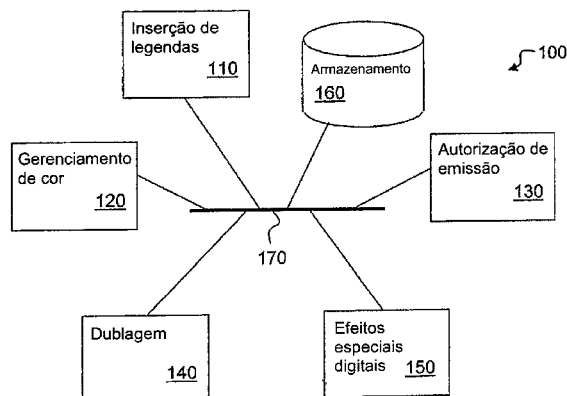 Inserção de
legendas
110
Armazenamento
160
100
Gerenciamento
de cor
120
Autorização de
emissão
130
170
Dublagem
140
Efeitos
especiais
digitais
150